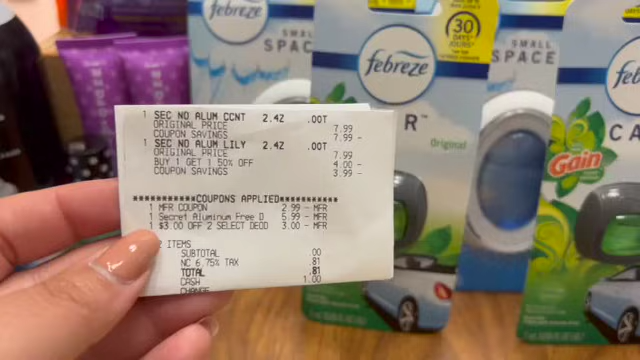 febreze
SMALL
SPACE
30
DAYS
JOURS
febreze
SMALL
SPACE
febreze
R™
Original
Gain
1 SEC NO ALUM CCNT 2.4Z .00T
ORIGINAL PRICE 7.99
COUPON SAVINGS 7.99 -
1 SEC NO ALUM LILY 2.4Z .00T
ORIGINAL PRICE 7.99
BUY 1 GET 1 50% OFF 4.00 -
COUPON SAVINGS 3.99 -
COUPONS APPLIED
1 MFR COUPON 2.99 - MFR
1 Secret Aluminum Free D 5.99 - MFR
1 $3.00 OFF 2 SELECT DEOD 3.00 - MFR
2 ITEMS
SUBTOTAL .00
NC 6.75% TAX .81
TOTAL .81
CASH 1.00
CHANGE